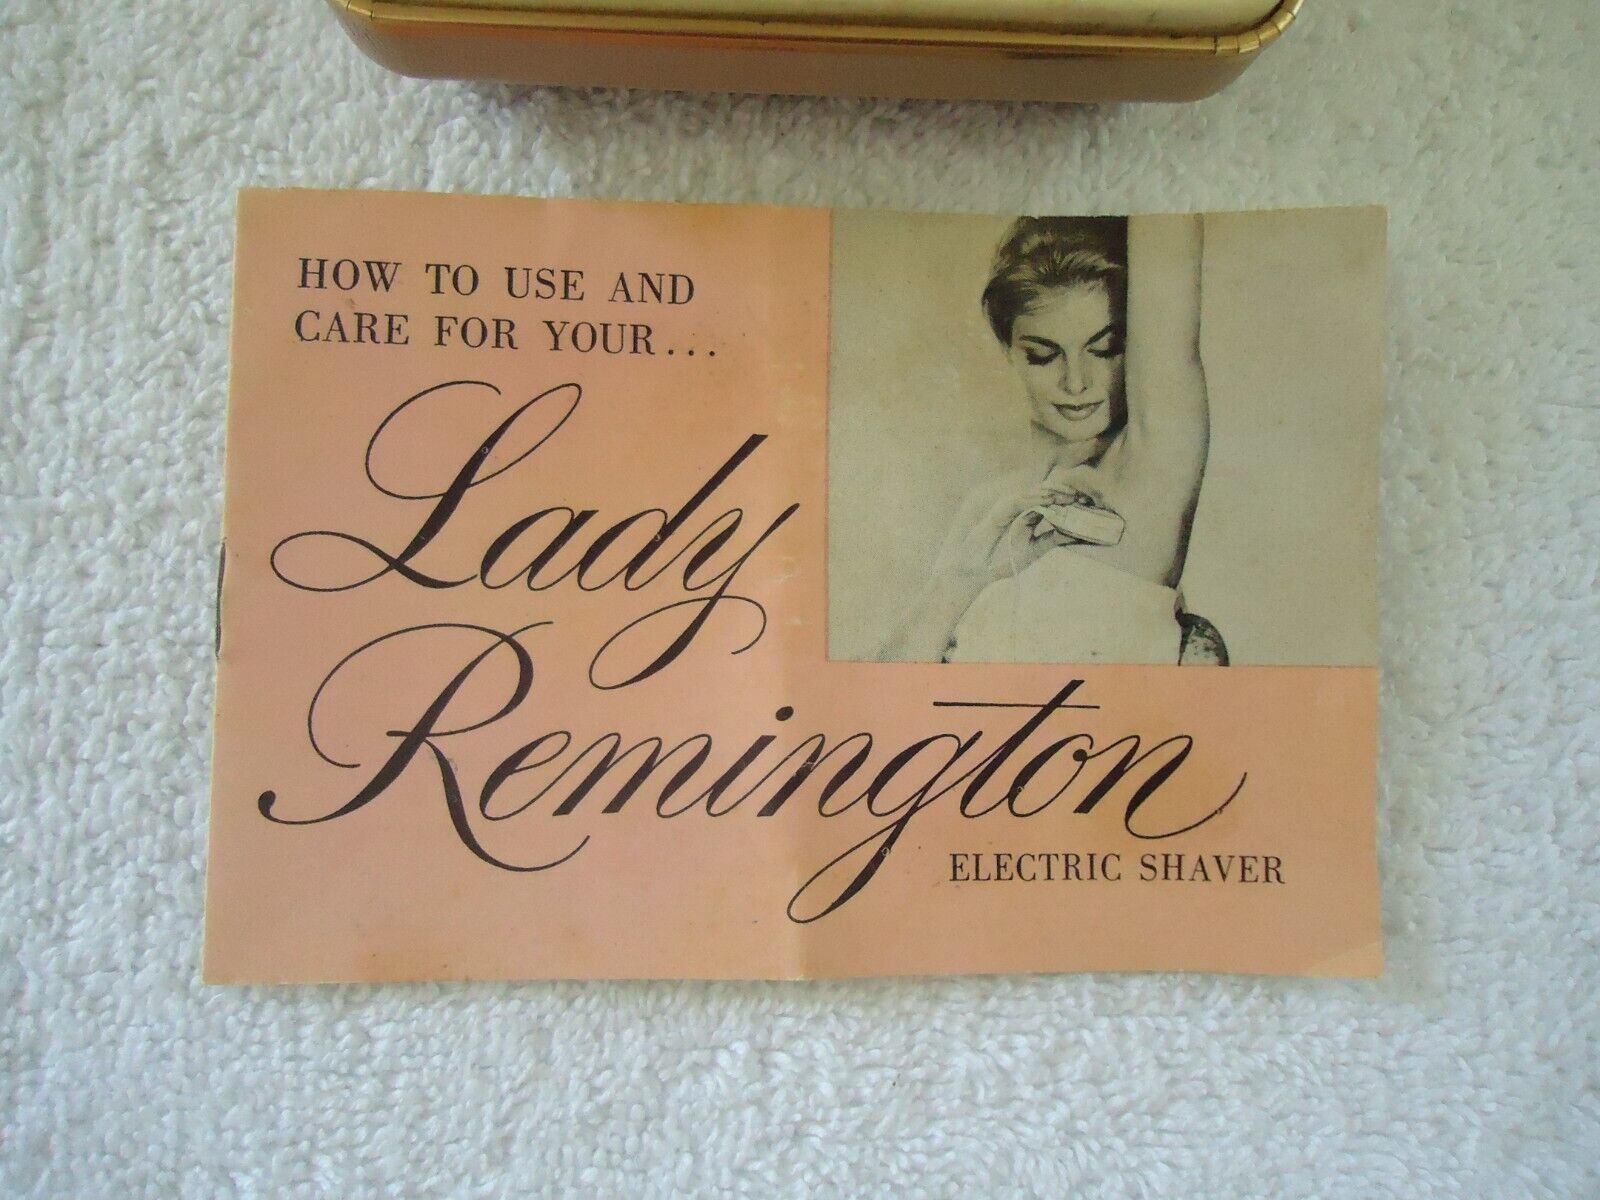 HOW TO USE AND
CARE FOR YOUR...
Lady
Remington
ELECTRIC SHAVER